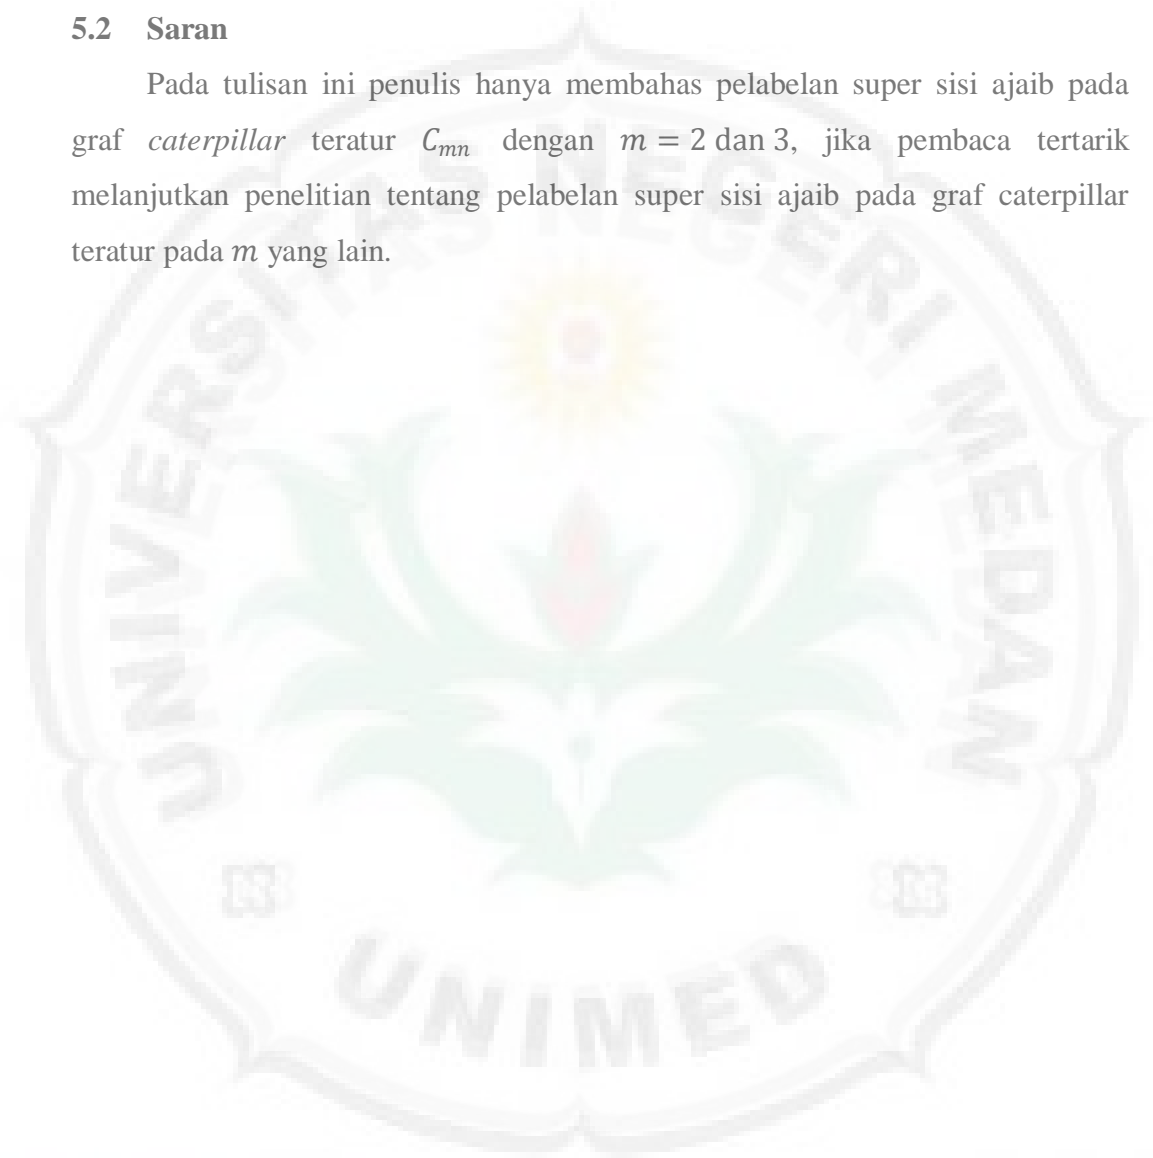 5.2 Saran
Pada tulisan ini penulis hanya membahas pelabelan super sisi ajaib pada
graf caterpillar teratur Cₘₙ dengan m = 2 dan 3, jika pembaca tertarik
melanjutkan penelitian tentang pelabelan super sisi ajaib pada graf caterpillar
teratur pada m yang lain.
UNIVERSITAS NEGERI MEDAN
UNIMED